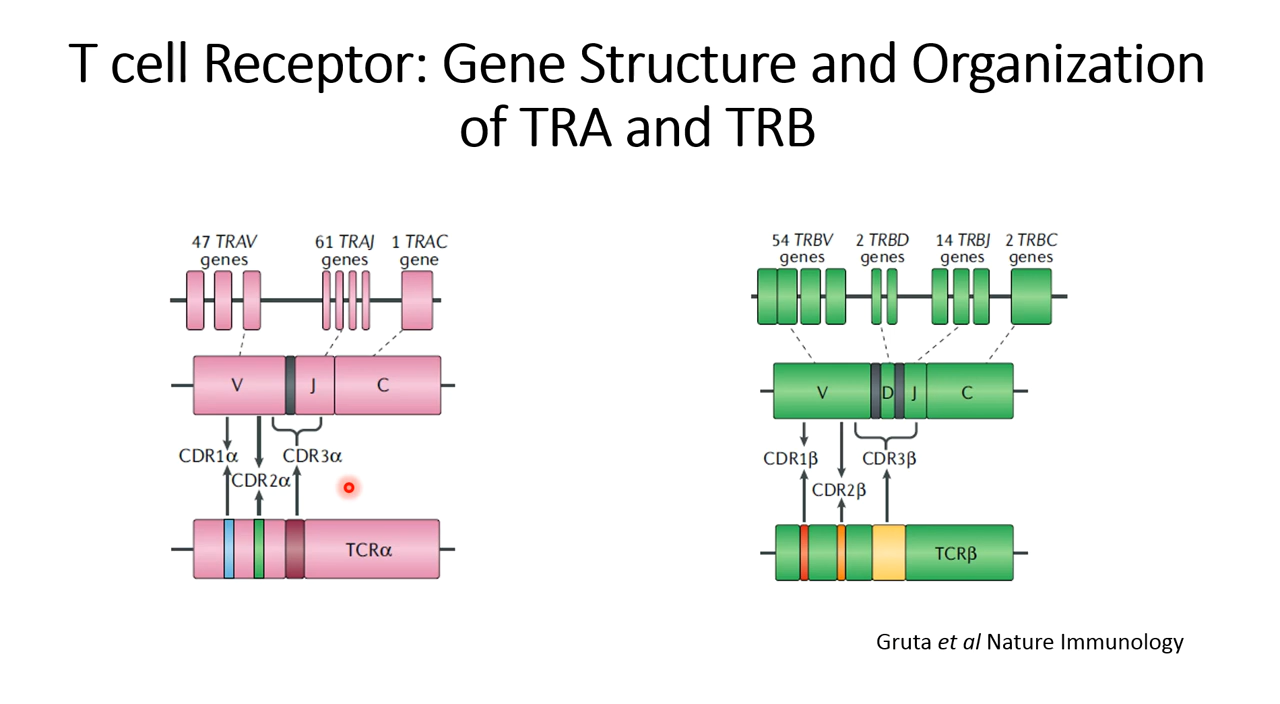 T cell Receptor: Gene Structure and Organization
of TRA and TRB
47 TRAV
genes
61 TRAJ
genes
1 TRAC
gene
V
J
C
CDR1α
CDR2α
CDR3α
TCRα
54 TRBV
genes
2 TRBD
genes
14 TRBJ
genes
2 TRBC
genes
V
D
J
C
CDR1β
CDR2β
CDR3β
TCRβ
Gruta et al Nature Immunology